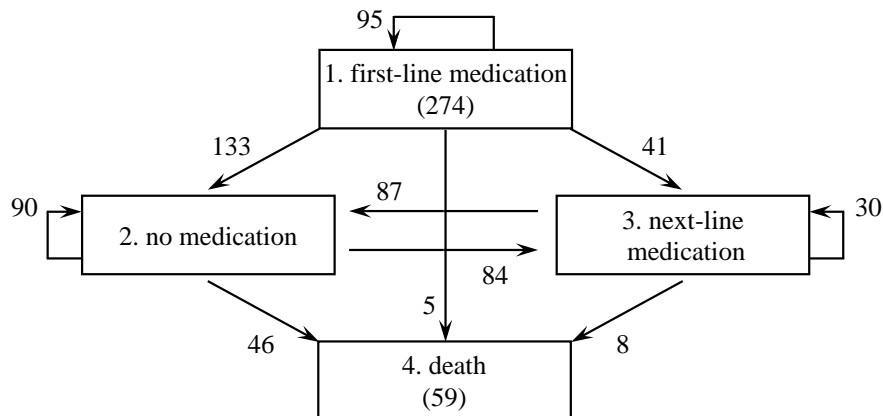 95
1. first-line medication
(274)
133
41
90
87
30
2. no medication
3. next-line
medication
84
5
46
8
4. death
(59)